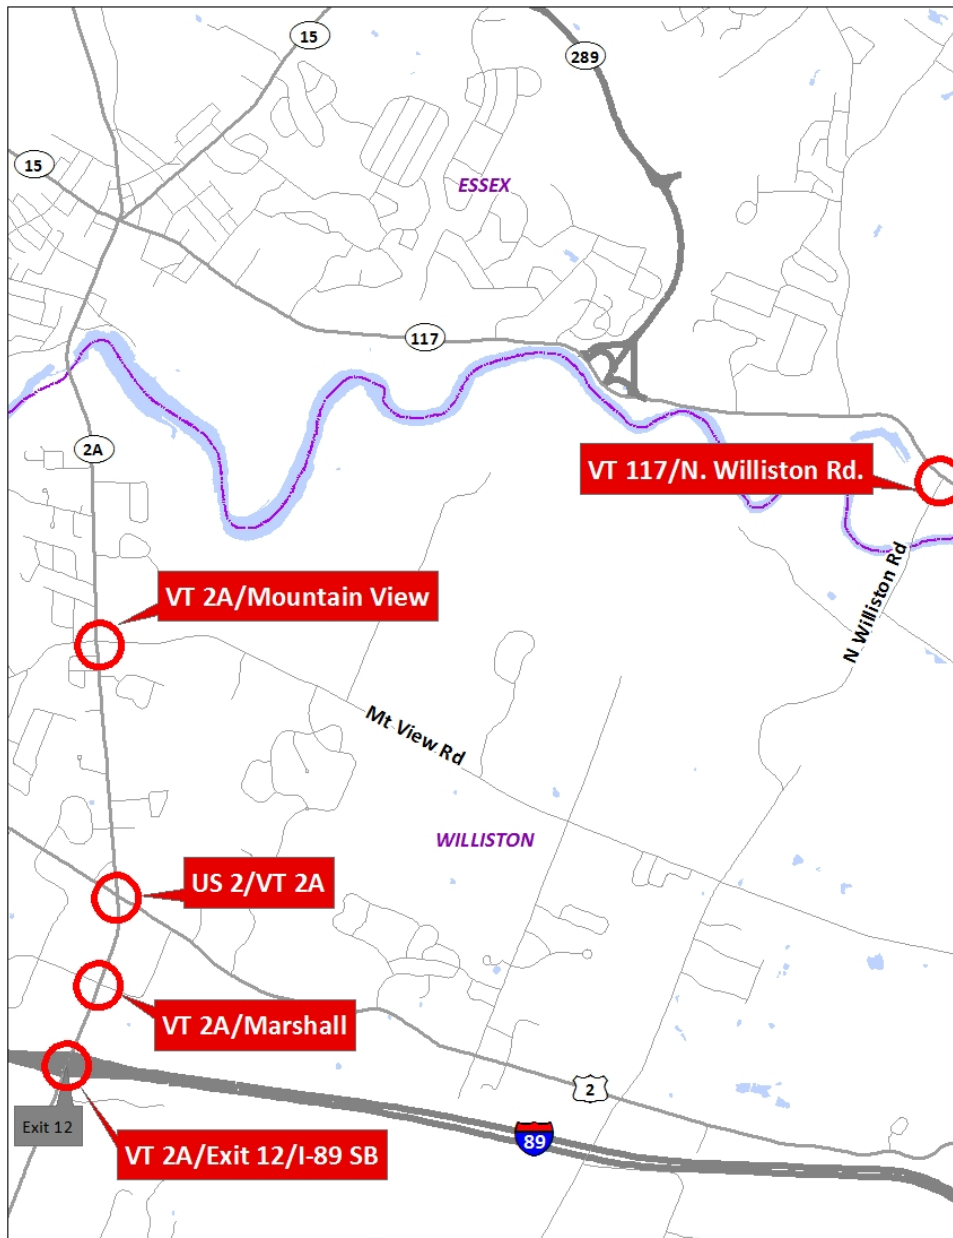 15
289
15
ESSEX
117
2A
VT 117/N. Williston Rd.
N Williston Rd
VT 2A/Mountain View
Mt View Rd
WILLISTON
US 2/VT 2A
VT 2A/Marshall
2
Exit 12
89
VT 2A/Exit 12/I-89 SB